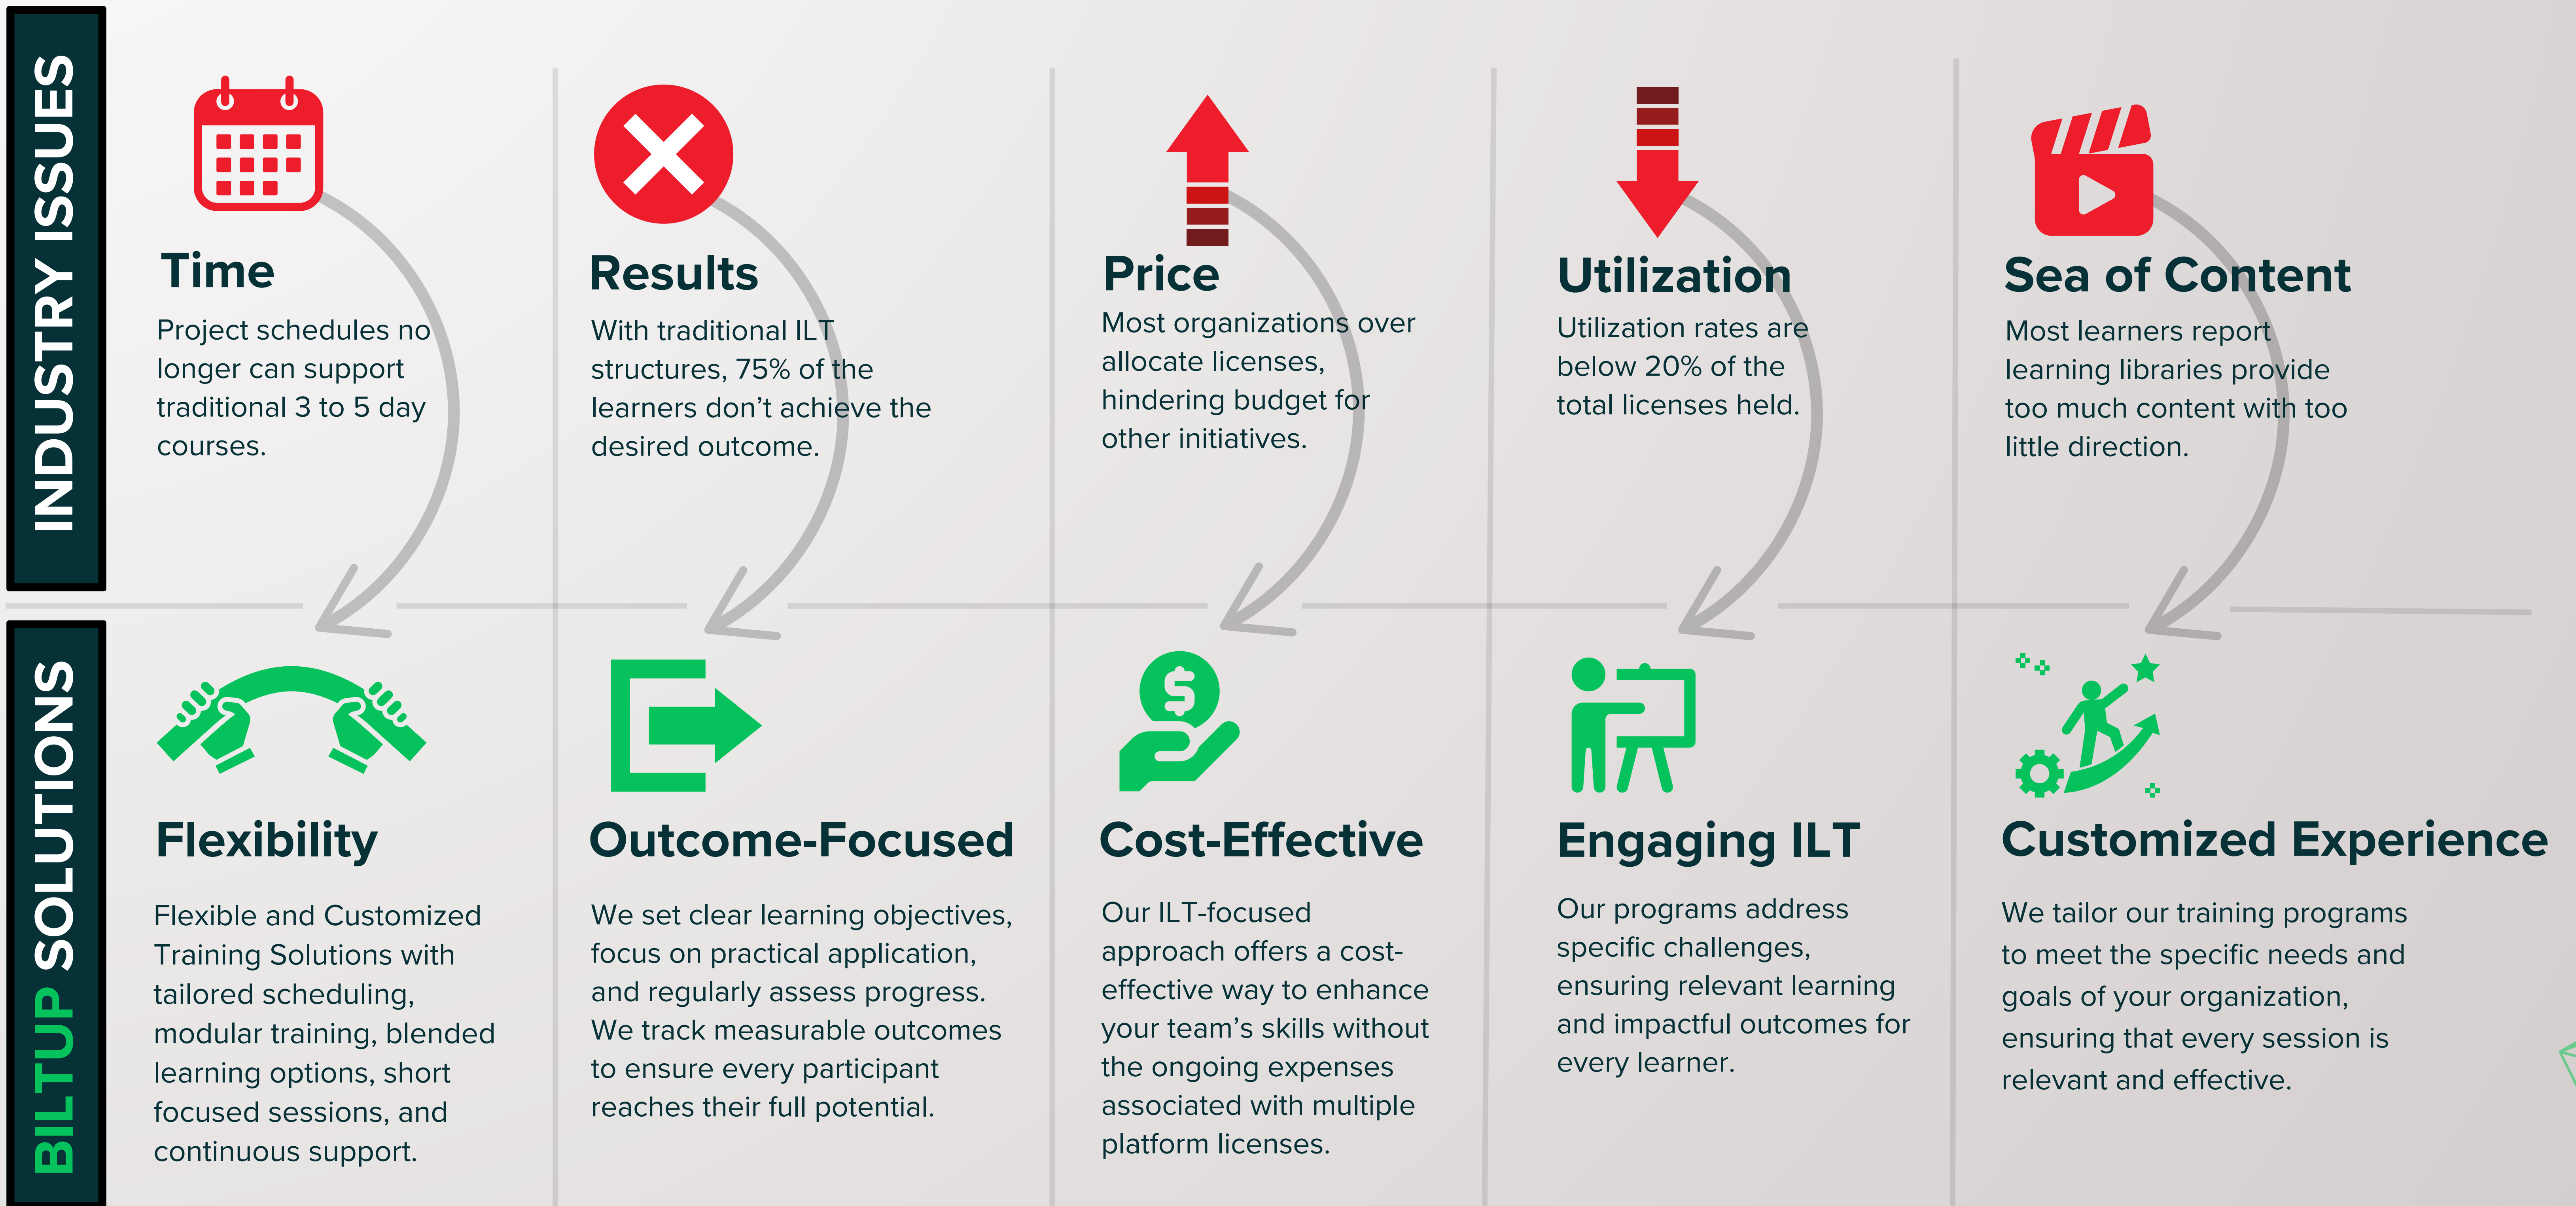 INDUSTRY ISSUES
Time
Project schedules no
longer can support
traditional 3 to 5 day
courses.
Results
With traditional ILT
structures, 75% of the
learners don’t achieve the
desired outcome.
Price
Most organizations over
allocate licenses,
hindering budget for
other initiatives.
Utilization
Utilization rates are
below 20% of the
total licenses held.
Sea of Content
Most learners report
learning libraries provide
too much content with too
little direction.
BILTUP SOLUTIONS
Flexibility
Flexible and Customized
Training Solutions with
tailored scheduling,
modular training, blended
learning options, short
focused sessions, and
continuous support.
Outcome-Focused
We set clear learning objectives,
focus on practical application,
and regularly assess progress.
We track measurable outcomes
to ensure every participant
reaches their full potential.
$
Cost-Effective
Our ILT-focused
approach offers a cost-
effective way to enhance
your team’s skills without
the ongoing expenses
associated with multiple
platform licenses.
Engaging ILT
Our programs address
specific challenges,
ensuring relevant learning
and impactful outcomes for
every learner.
Customized Experience
We tailor our training programs
to meet the specific needs and
goals of your organization,
ensuring that every session is
relevant and effective.